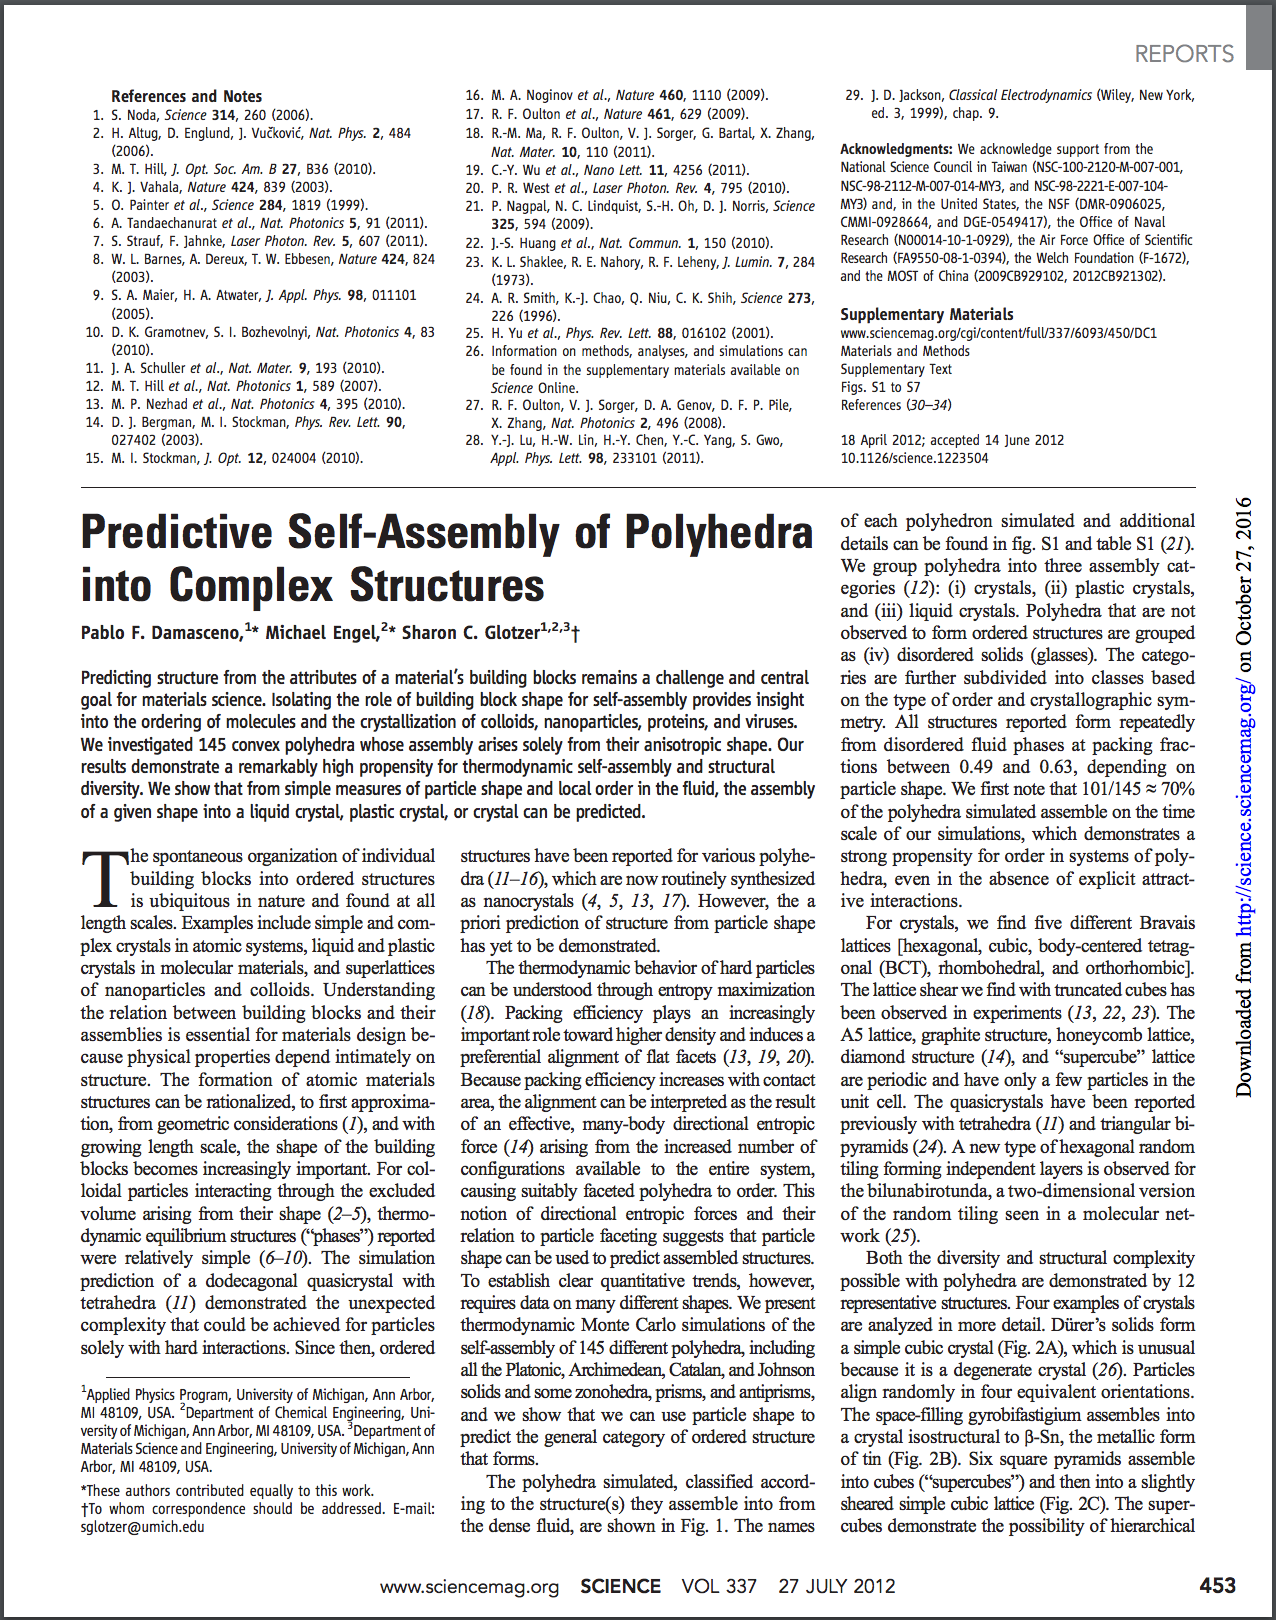 REPORTS
References and Notes
1. S. Noda, Science 314, 260 (2006).
2. H. Altug, D. Englund, J. Vučković, Nat. Phys. 2, 484
(2006).
3. M. T. Hill, J. Opt. Soc. Am. B 27, B36 (2010).
4. K. J. Vahala, Nature 424, 839 (2003).
5. O. Painter et al., Science 284, 1819 (1999).
6. A. Tandaechanurat et al., Nat. Photonics 5, 91 (2011).
7. S. Strauf, F. Jahnke, Laser Photon. Rev. 5, 607 (2011).
8. W. L. Barnes, A. Dereux, T. W. Ebbesen, Nature 424, 824
(2003).
9. S. A. Maier, H. A. Atwater, J. Appl. Phys. 98, 011101
(2005).
10. D. K. Gramotnev, S. I. Bozhevolnyi, Nat. Photonics 4, 83
(2010).
11. J. A. Schuller et al., Nat. Mater. 9, 193 (2010).
12. M. T. Hill et al., Nat. Photonics 1, 589 (2007).
13. M. P. Nezhad et al., Nat. Photonics 4, 395 (2010).
14. D. J. Bergman, M. I. Stockman, Phys. Rev. Lett. 90,
027402 (2003).
15. M. I. Stockman, J. Opt. 12, 024004 (2010).
16. M. A. Noginov et al., Nature 460, 1110 (2009).
17. R. F. Oulton et al., Nature 461, 629 (2009).
18. R.-M. Ma, R. F. Oulton, V. J. Sorger, G. Bartal, X. Zhang,
Nat. Mater. 10, 110 (2011).
19. C.-Y. Wu et al., Nano Lett. 11, 4256 (2011).
20. P. R. West et al., Laser Photon. Rev. 4, 795 (2010).
21. P. Nagpal, N. C. Lindquist, S.-H. Oh, D. J. Norris, Science
325, 594 (2009).
22. J.-S. Huang et al., Nat. Commun. 1, 150 (2010).
23. K. L. Shaklee, R. E. Nahory, R. F. Leheny, J. Lumin. 7, 284
(1973).
24. A. R. Smith, K.-J. Chao, Q. Niu, C. K. Shih, Science 273,
226 (1996).
25. H. Yu et al., Phys. Rev. Lett. 88, 016102 (2001).
26. Information on methods, analyses, and simulations can
be found in the supplementary materials available on
Science Online.
27. R. F. Oulton, V. J. Sorger, D. A. Genov, D. F. P. Pile,
X. Zhang, Nat. Photonics 2, 496 (2008).
28. Y.-J. Lu, H.-W. Lin, H.-Y. Chen, Y.-C. Yang, S. Gwo,
Appl. Phys. Lett. 98, 233101 (2011).
29. J. D. Jackson, Classical Electrodynamics (Wiley, New York,
ed. 3, 1999), chap. 9.
Acknowledgments: We acknowledge support from the
National Science Council in Taiwan (NSC-100-2120-M-007-001,
NSC-98-2112-M-007-014-MY3, and NSC-98-2221-E-007-104-
MY3) and, in the United States, the NSF (DMR-0906025,
CMMI-0928664, and DGE-0549417), the Office of Naval
Research (N00014-10-1-0929), the Air Force Office of Scientific
Research (FA9550-08-1-0394), the Welch Foundation (F-1672),
and the MOST of China (2009CB929102, 2012CB921302).
Supplementary Materials
www.sciencemag.org/cgi/content/full/337/6093/450/DC1
Materials and Methods
Supplementary Text
Figs. S1 to S7
References (30–34)
18 April 2012; accepted 14 June 2012
10.1126/science.1223504
Predictive Self-Assembly of Polyhedra
into Complex Structures
Pablo F. Damasceno,1* Michael Engel,2* Sharon C. Glotzer1,2,3†
Predicting structure from the attributes of a material's building blocks remains a challenge and central
goal for materials science. Isolating the role of building block shape for self-assembly provides insight
into the ordering of molecules and the crystallization of colloids, nanoparticles, proteins, and viruses.
We investigated 145 convex polyhedra whose assembly arises solely from their anisotropic shape. Our
results demonstrate a remarkably high propensity for thermodynamic self-assembly and structural
diversity. We show that from simple measures of particle shape and local order in the fluid, the assembly
of a given shape into a liquid crystal, plastic crystal, or crystal can be predicted.
The spontaneous organization of individual
building blocks into ordered structures
is ubiquitous in nature and found at all
length scales. Examples include simple and com-
plex crystals in atomic systems, liquid and plastic
crystals in molecular materials, and superlattices
of nanoparticles and colloids. Understanding
the relation between building blocks and their
assemblies is essential for materials design be-
cause physical properties depend intimately on
structure. The formation of atomic materials
structures can be rationalized, to first approxima-
tion, from geometric considerations (1), and with
growing length scale, the shape of the building
blocks becomes increasingly important. For col-
loidal particles interacting through the excluded
volume arising from their shape (2–5), thermo-
dynamic equilibrium structures (“phases”) reported
were relatively simple (6–10). The simulation
prediction of a dodecagonal quasicrystal with
tetrahedra (11) demonstrated the unexpected
complexity that could be achieved for particles
solely with hard interactions. Since then, ordered
1Applied Physics Program, University of Michigan, Ann Arbor,
MI 48109, USA. 2Department of Chemical Engineering, Uni-
versity of Michigan, Ann Arbor, MI 48109, USA. 3Department of
Materials Science and Engineering, University of Michigan, Ann
Arbor, MI 48109, USA.
*These authors contributed equally to this work.
†To whom correspondence should be addressed. E-mail:
sglotzer@umich.edu
structures have been reported for various polyhe-
dra (11–16), which are now routinely synthesized
as nanocrystals (4, 5, 13, 17). However, the a
priori prediction of structure from particle shape
has yet to be demonstrated.
The thermodynamic behavior of hard particles
can be understood through entropy maximization
(18). Packing efficiency plays an increasingly
important role toward higher density and induces a
preferential alignment of flat facets (13, 19, 20).
Because packing efficiency increases with contact
area, the alignment can be interpreted as the result
of an effective, many-body directional entropic
force (14) arising from the increased number of
configurations available to the entire system,
causing suitably faceted polyhedra to order. This
notion of directional entropic forces and their
relation to particle faceting suggests that particle
shape can be used to predict assembled structures.
To establish clear quantitative trends, however,
requires data on many different shapes. We present
thermodynamic Monte Carlo simulations of the
self-assembly of 145 different polyhedra, including
all the Platonic, Archimedean, Catalan, and Johnson
solids and some zonohedra, prisms, and antiprisms,
and we show that we can use particle shape to
predict the general category of ordered structure
that forms.
The polyhedra simulated, classified accord-
ing to the structure(s) they assemble into from
the dense fluid, are shown in Fig. 1. The names
of each polyhedron simulated and additional
details can be found in fig. S1 and table S1 (21).
We group polyhedra into three assembly cat-
egories (12): (i) crystals, (ii) plastic crystals,
and (iii) liquid crystals. Polyhedra that are not
observed to form ordered structures are grouped
as (iv) disordered solids (glasses). The catego-
ries are further subdivided into classes based
on the type of order and crystallographic sym-
metry. All structures reported form repeatedly
from disordered fluid phases at packing frac-
tions between 0.49 and 0.63, depending on
particle shape. We first note that 101/145 ≈ 70%
of the polyhedra simulated assemble on the time
scale of our simulations, which demonstrates a
strong propensity for order in systems of poly-
hedra, even in the absence of explicit attract-
ive interactions.
For crystals, we find five different Bravais
lattices [hexagonal, cubic, body-centered tetrag-
onal (BCT), rhombohedral, and orthorhombic].
The lattice shear we find with truncated cubes has
been observed in experiments (13, 22, 23). The
A5 lattice, graphite structure, honeycomb lattice,
diamond structure (14), and “supercube” lattice
are periodic and have only a few particles in the
unit cell. The quasicrystals have been reported
previously with tetrahedra (11) and triangular bi-
pyramids (24). A new type of hexagonal random
tiling forming independent layers is observed for
the bilunabirotunda, a two-dimensional version
of the random tiling seen in a molecular net-
work (25).
Both the diversity and structural complexity
possible with polyhedra are demonstrated by 12
representative structures. Four examples of crystals
are analyzed in more detail. Dürer’s solids form
a simple cubic crystal (Fig. 2A), which is unusual
because it is a degenerate crystal (26). Particles
align randomly in four equivalent orientations.
The space-filling gyrobifastigium assembles into
a crystal isostructural to β-Sn, the metallic form
of tin (Fig. 2B). Six square pyramids assemble
into cubes (“supercubes”) and then into a slightly
sheared simple cubic lattice (Fig. 2C). The super-
cubes demonstrate the possibility of hierarchical
Downloaded from http://science.sciencemag.org/ on October 27, 2016
www.sciencemag.org SCIENCE VOL 337 27 JULY 2012 453